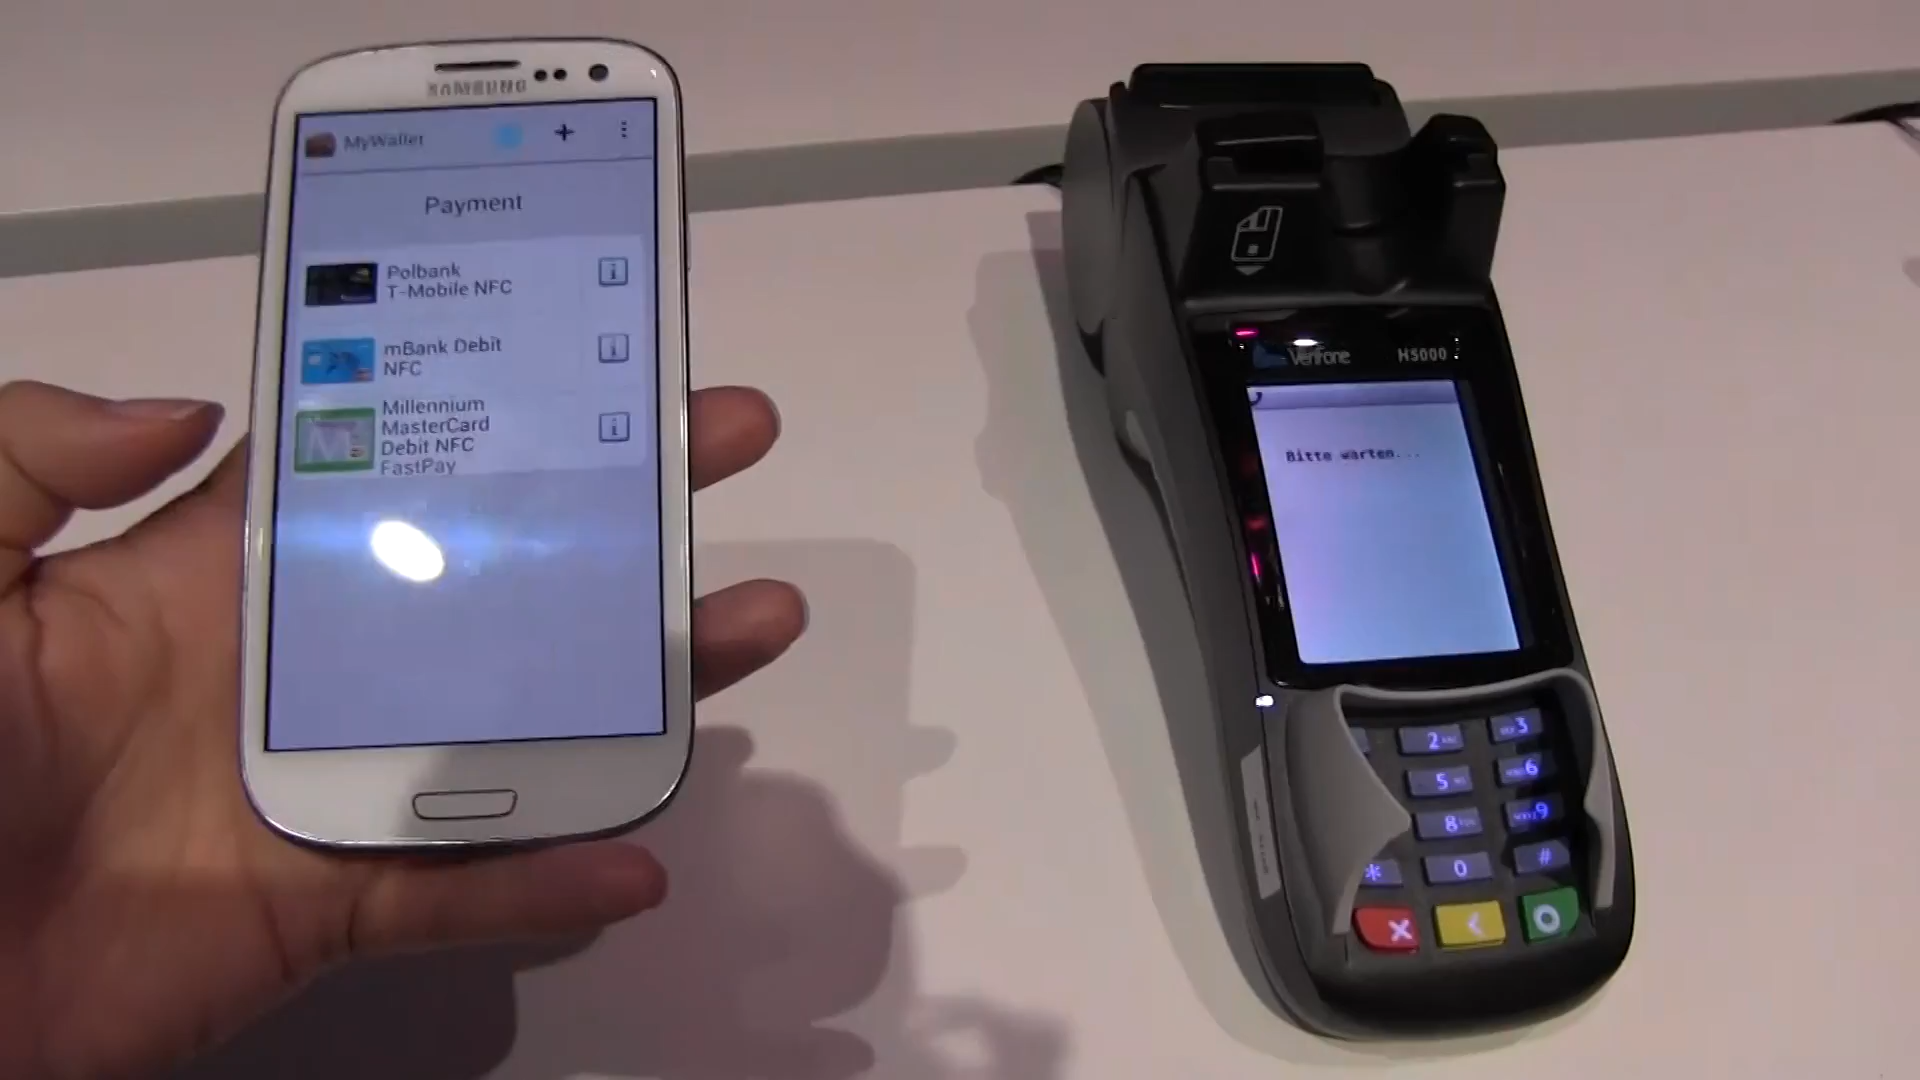 SAMSUNG
MyWallet
Payment
Polbank
T-Mobile NFC
mBank Debit
NFC
Millennium
MasterCard
Debit NFC
FastPay
Verifone H5000
Bitte warten...
2 3
5 6
8 9
* 0 #